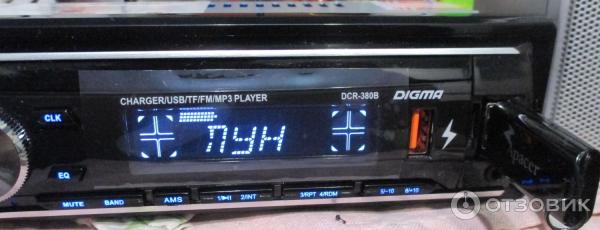 CHARGER/USB/TF/FM/MP3 PLAYER DCR-380B DIGMA
CLK
ПУН
EQ
MUTE BAND AMS 1/▶II 2/INT 3/RPT 4/RDM 5/-10 6/+10
ОТЗОВИК